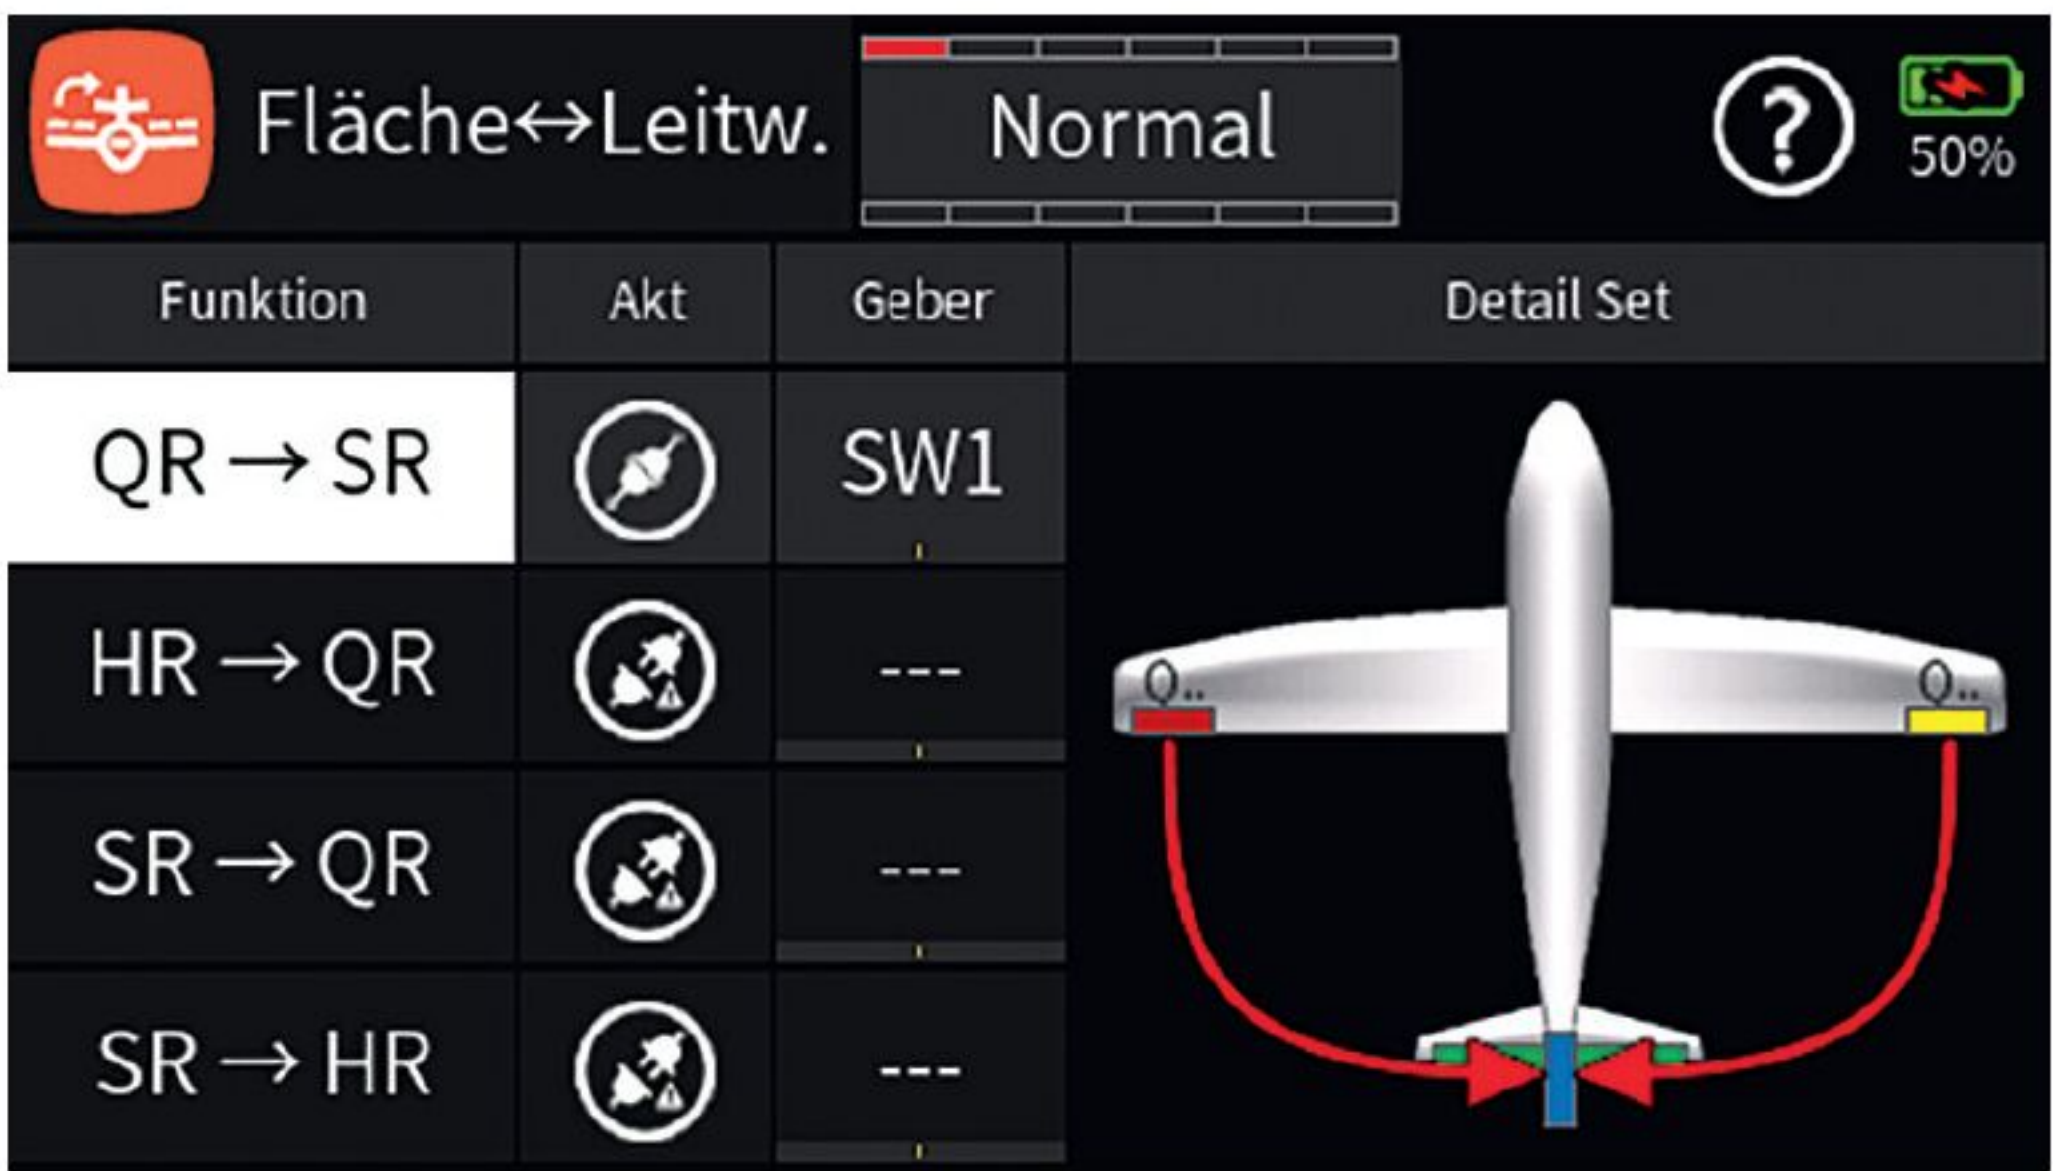 Fläche↔Leitw.
Normal
?
50%
Funktion Akt Geber Detail Set
QR → SR SW1
HR → QR ---
SR → QR ---
SR → HR ---
Q.. Q..